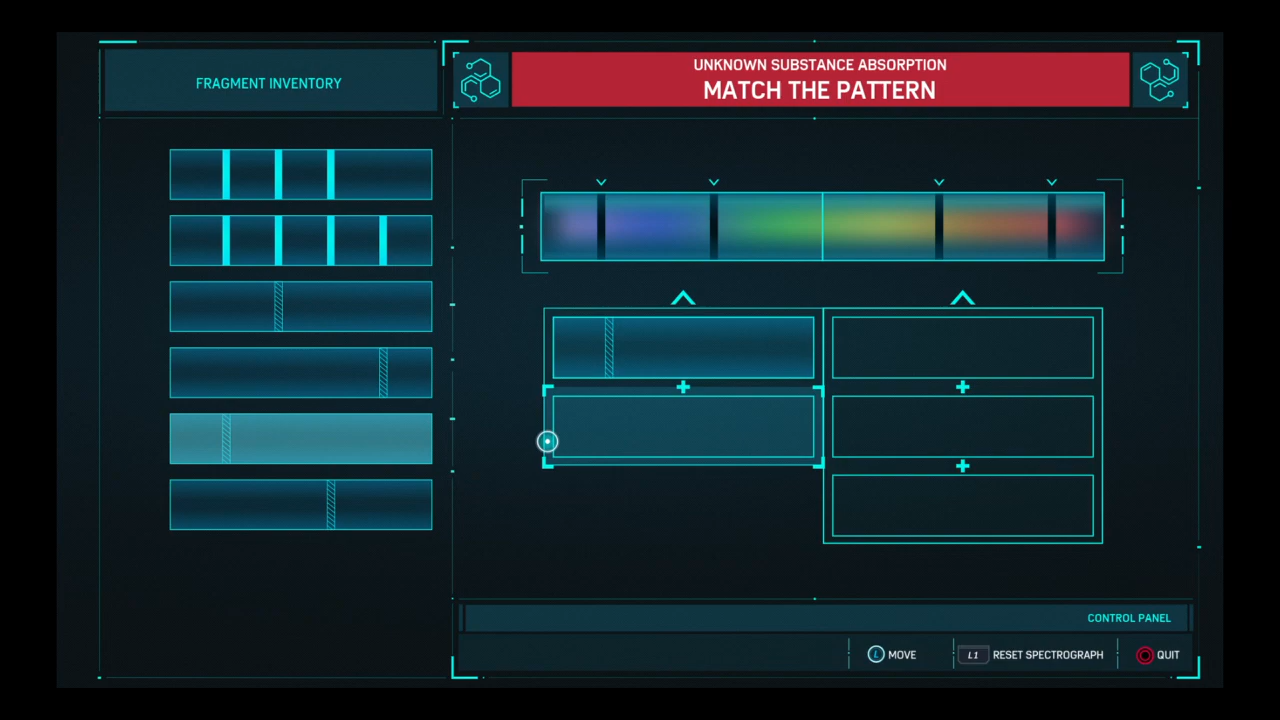 FRAGMENT INVENTORY
UNKNOWN SUBSTANCE ABSORPTION
MATCH THE PATTERN
CONTROL PANEL
L MOVE
L1 RESET SPECTROGRAPH
QUIT